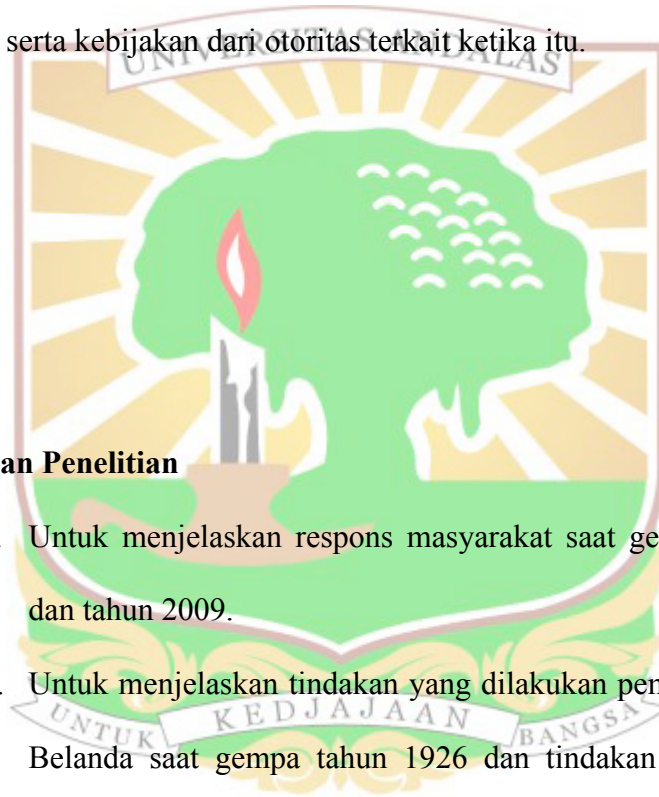 serta kebijakan dari otoritas terkait ketika itu.
UNIVERSITAS ANDALAS
an Penelitian
Untuk menjelaskan respons masyarakat saat ge
dan tahun 2009.
Untuk menjelaskan tindakan yang dilakukan pen
UNTUK KEDJAJAAN BANGSA
Belanda saat gempa tahun 1926 dan tindakan